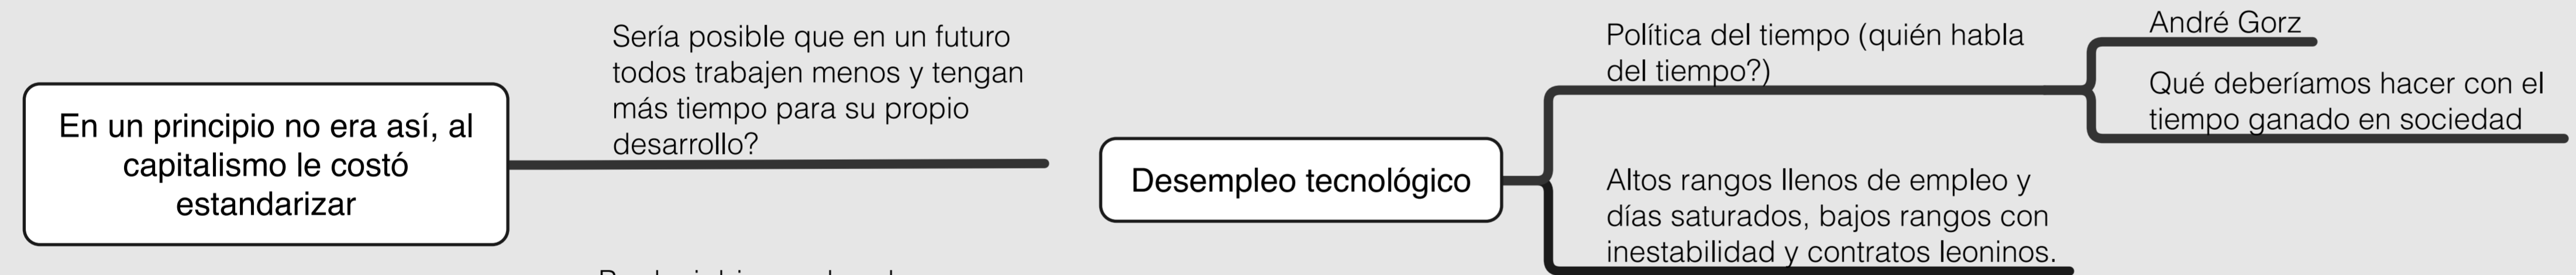 En un principio no era así, al
capitalismo le costó
estandarizar
Sería posible que en un futuro
todos trabajen menos y tengan
más tiempo para su propio
desarrollo?
Desempleo tecnológico
Política del tiempo (quién habla
del tiempo?)
André Gorz
Qué deberíamos hacer con el
tiempo ganado en sociedad
Altos rangos llenos de empleo y
días saturados, bajos rangos con
inestabilidad y contratos leoninos.